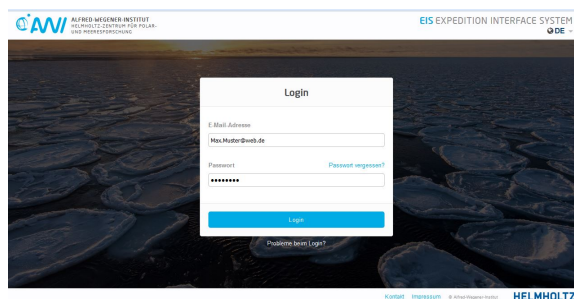 AWI
ALFRED-WEGENER-INSTITUT
HELMHOLTZ-ZENTRUM FÜR POLAR-
UND MEERESFORSCHUNG
EIS EXPEDITION INTERFACE SYSTEM
DE
Login
E-Mail-Adresse
Max.Muster@web.de
Passwort
Passwort vergessen?
••••••••
Login
Probleme beim Login?
Kontakt Impressum © Alfred-Wegener-Institut
HELMHOLTZ